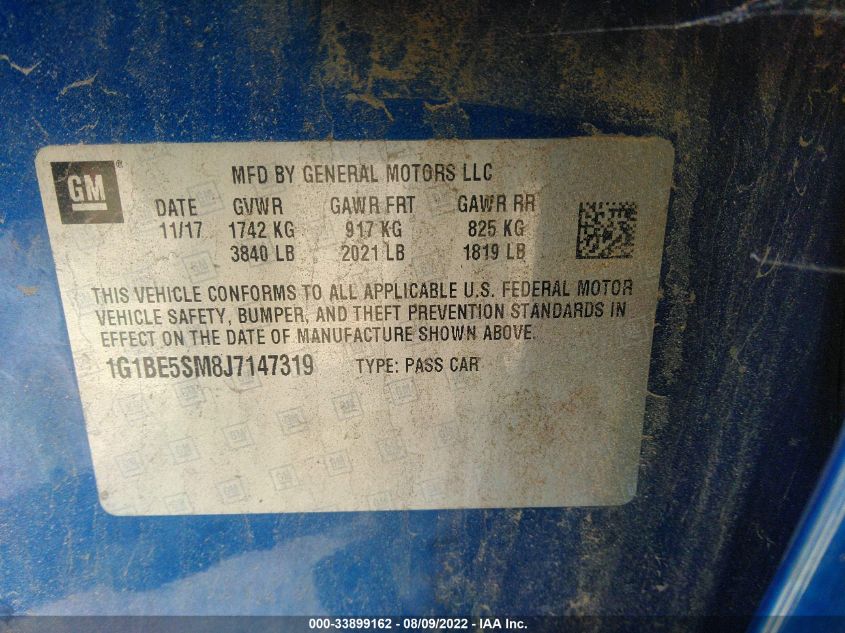 GM®
MFD BY GENERAL MOTORS LLC
DATE GVWR GAWR FRT GAWR RR
11/17 1742 KG 917 KG 825 KG
3840 LB 2021 LB 1819 LB
THIS VEHICLE CONFORMS TO ALL APPLICABLE U.S. FEDERAL MOTOR
VEHICLE SAFETY, BUMPER, AND THEFT PREVENTION STANDARDS IN
EFFECT ON THE DATE OF MANUFACTURE SHOWN ABOVE.
1G1BE5SM8J7147319 TYPE: PASS CAR
000-33899162 - 08/09/2022 - IAA Inc.